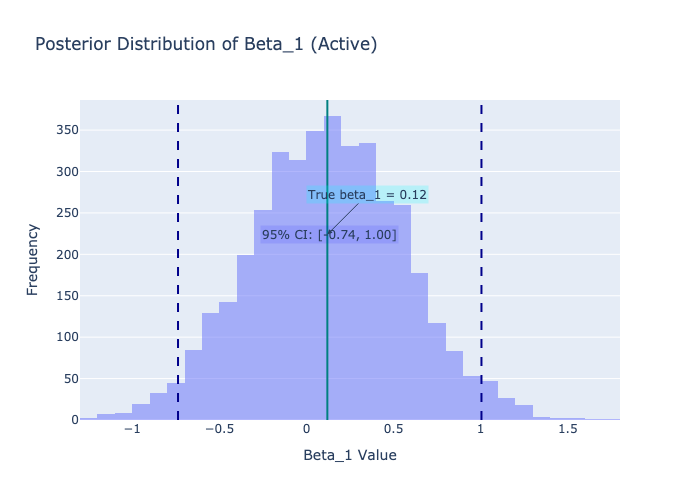 Posterior Distribution of Beta_1 (Active)
350
300
250
200
150
100
50
0
Frequency
True beta_1 = 0.12
95% CI: [-0.74, 1.00]
−1
−0.5
0
0.5
1
1.5
Beta_1 Value